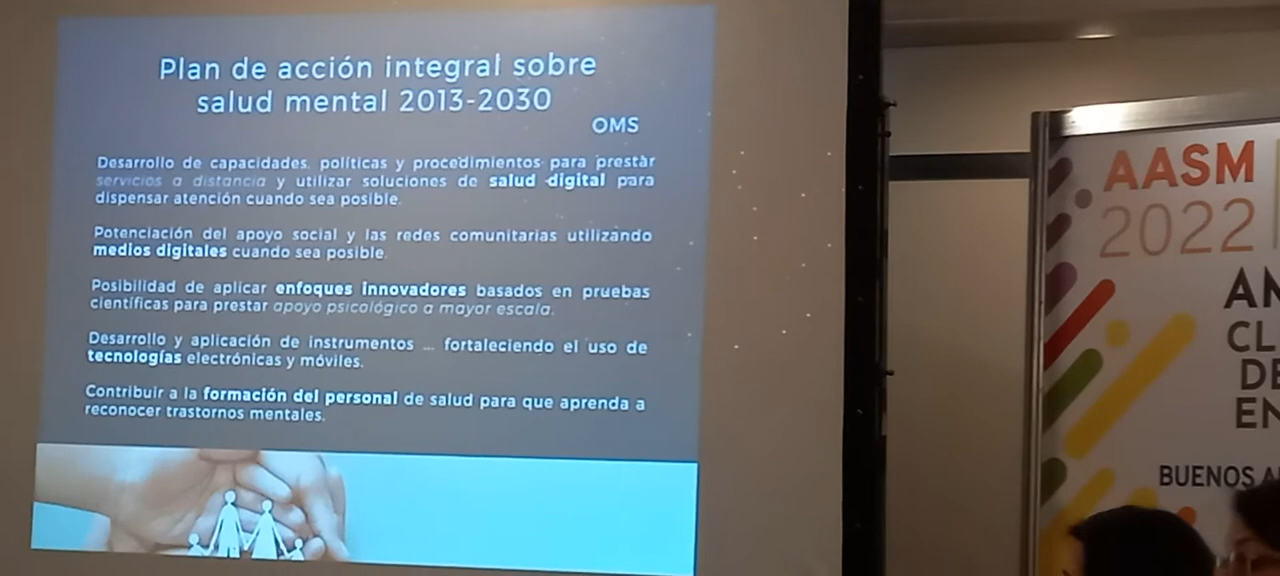 Plan de acción integral sobre
salud mental 2013-2030
OMS
Desarrollo de capacidades, políticas y procedimientos para prestar
servicios a distancia y utilizar soluciones de salud digital para
dispensar atención cuando sea posible.
Potenciación del apoyo social y las redes comunitarias utilizando
medios digitales cuando sea posible.
Posibilidad de aplicar enfoques innovadores basados en pruebas
científicas para prestar apoyo psicológico a mayor escala.
Desarrollo y aplicación de instrumentos ... fortaleciendo el uso de
tecnologías electrónicas y móviles.
Contribuir a la formación del personal de salud para que aprenda a
reconocer trastornos mentales.
AASM
2022
AM
CL
DE
EN
BUENOS A